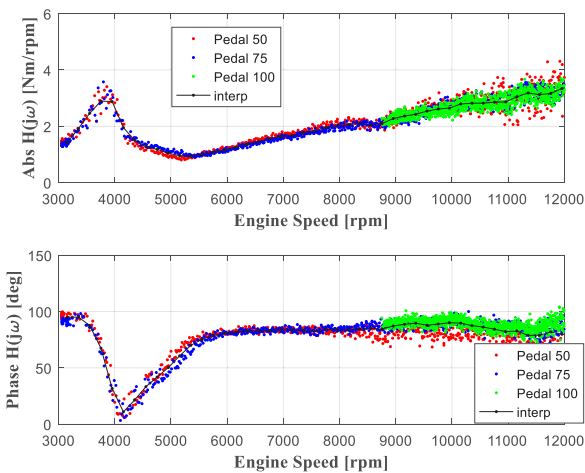 6
4
2
0
Abs H(jω) [Nm/rpm]
Pedal 50
Pedal 75
Pedal 100
interp
3000 4000 5000 6000 7000 8000 9000 10000 11000 12000
Engine Speed [rpm]
150
100
50
0
Phase H(jω) [deg]
Pedal 50
Pedal 75
Pedal 100
interp
3000 4000 5000 6000 7000 8000 9000 10000 11000 12000
Engine Speed [rpm]